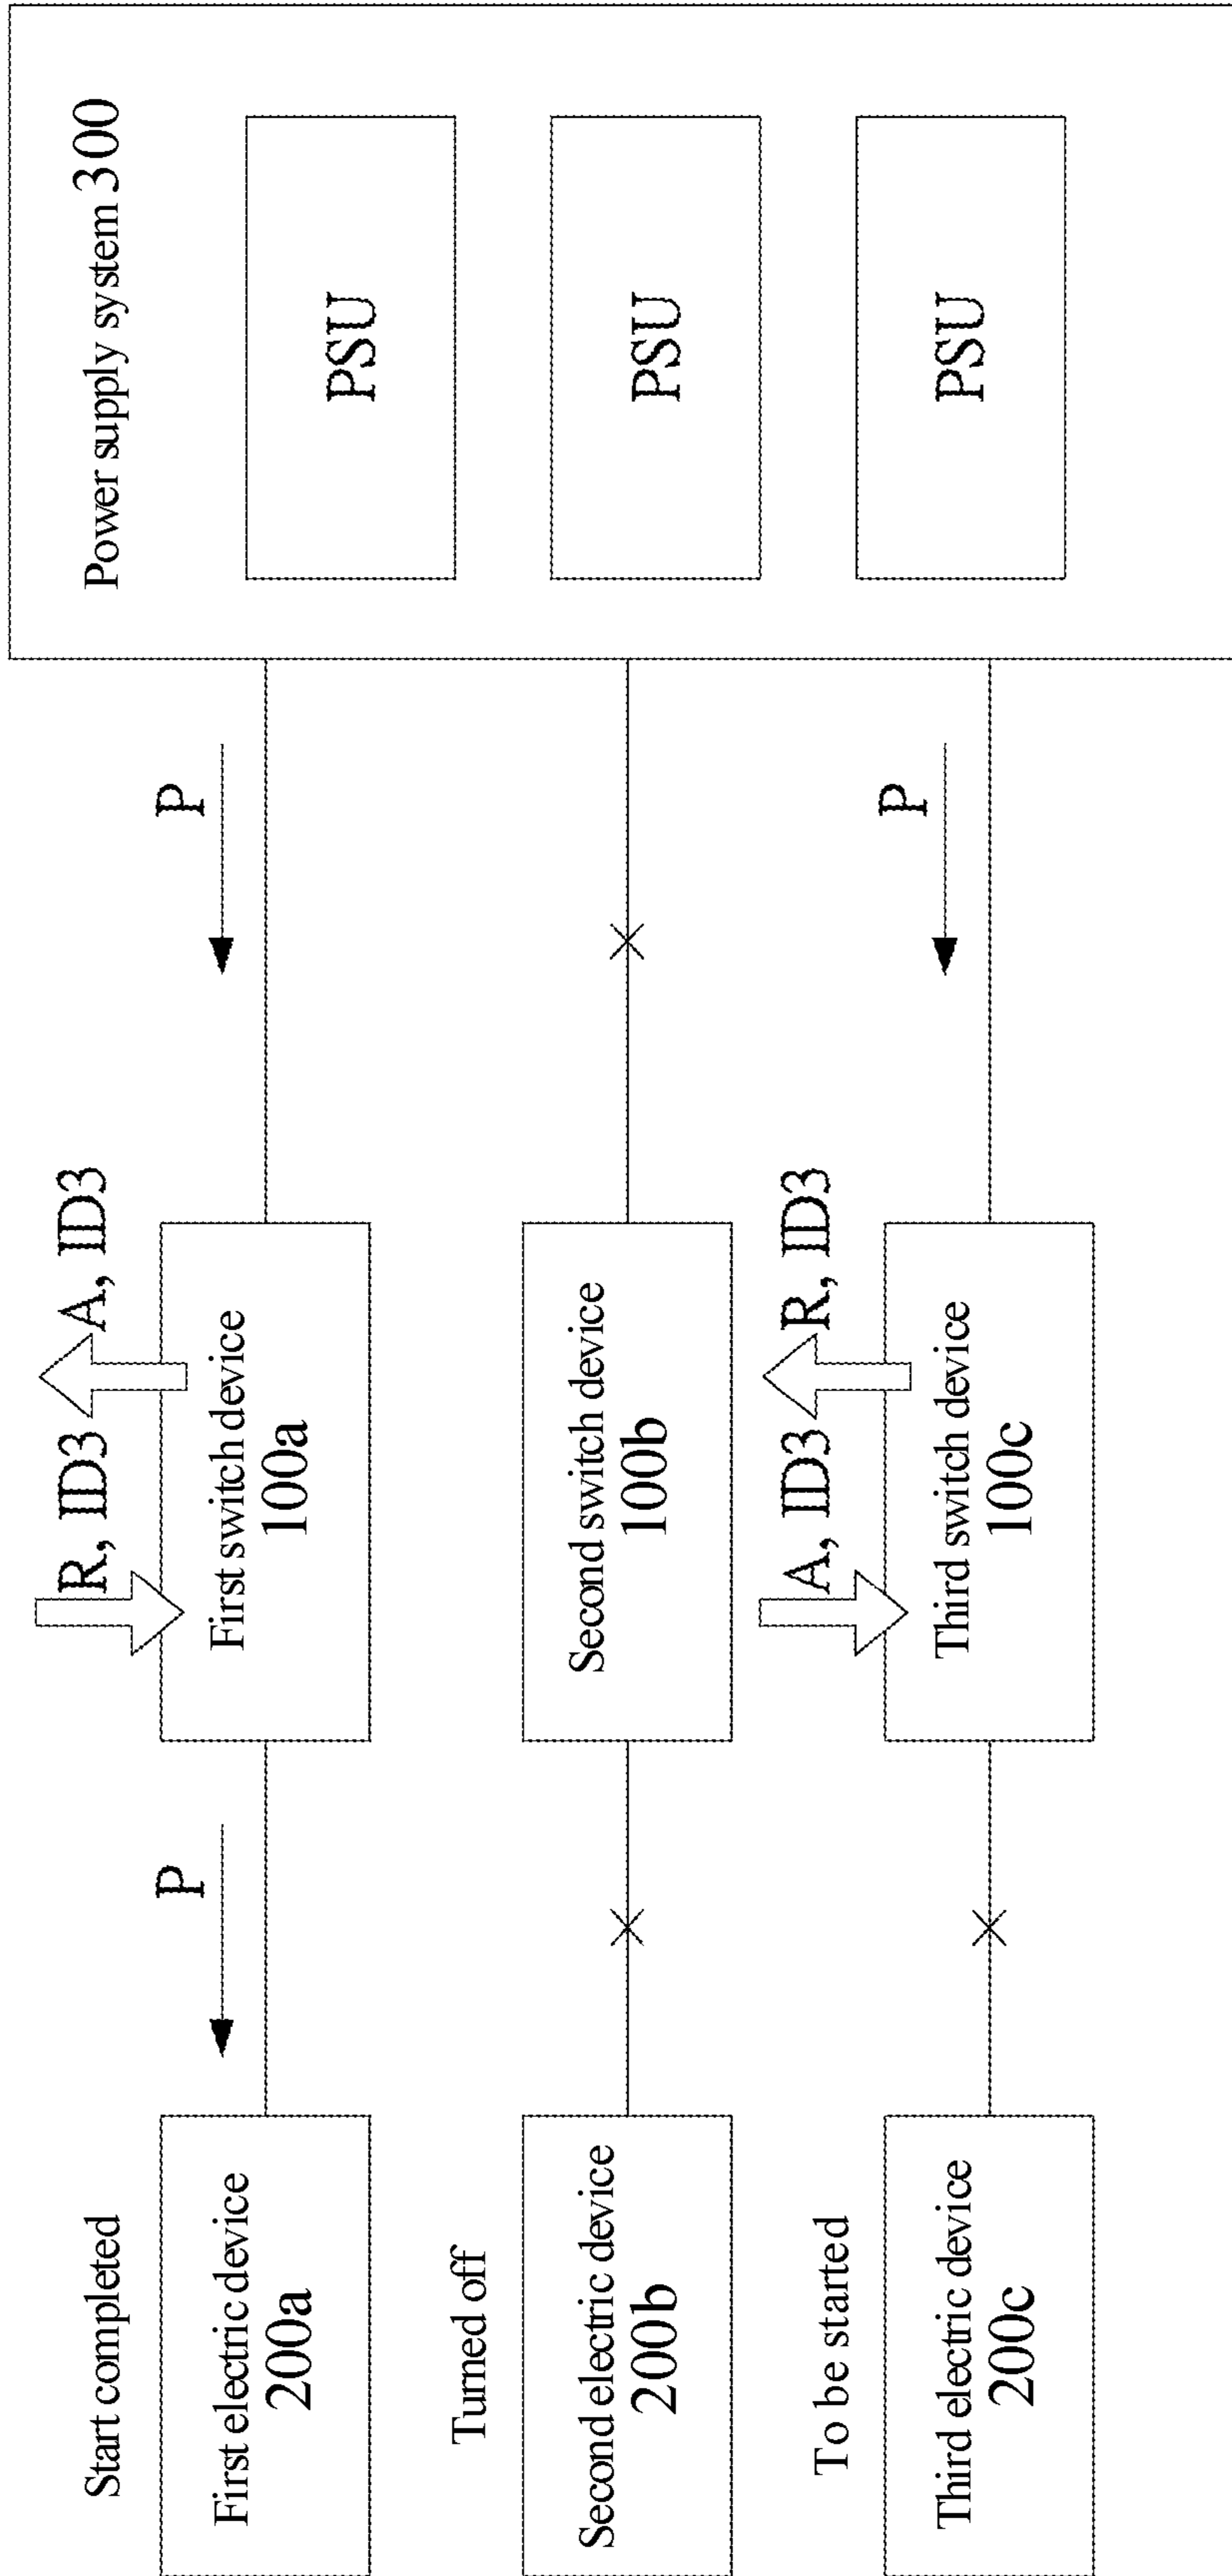 Start completed
First electric device
200a
P
R, ID3
A, ID3
First switch device
100a
P
Power supply system 300
PSU
Turned off
Second electric device
200b
Second switch device
100b
PSU
To be started
Third electric device
200c
A, ID3
R, ID3
Third switch device
100c
P
PSU